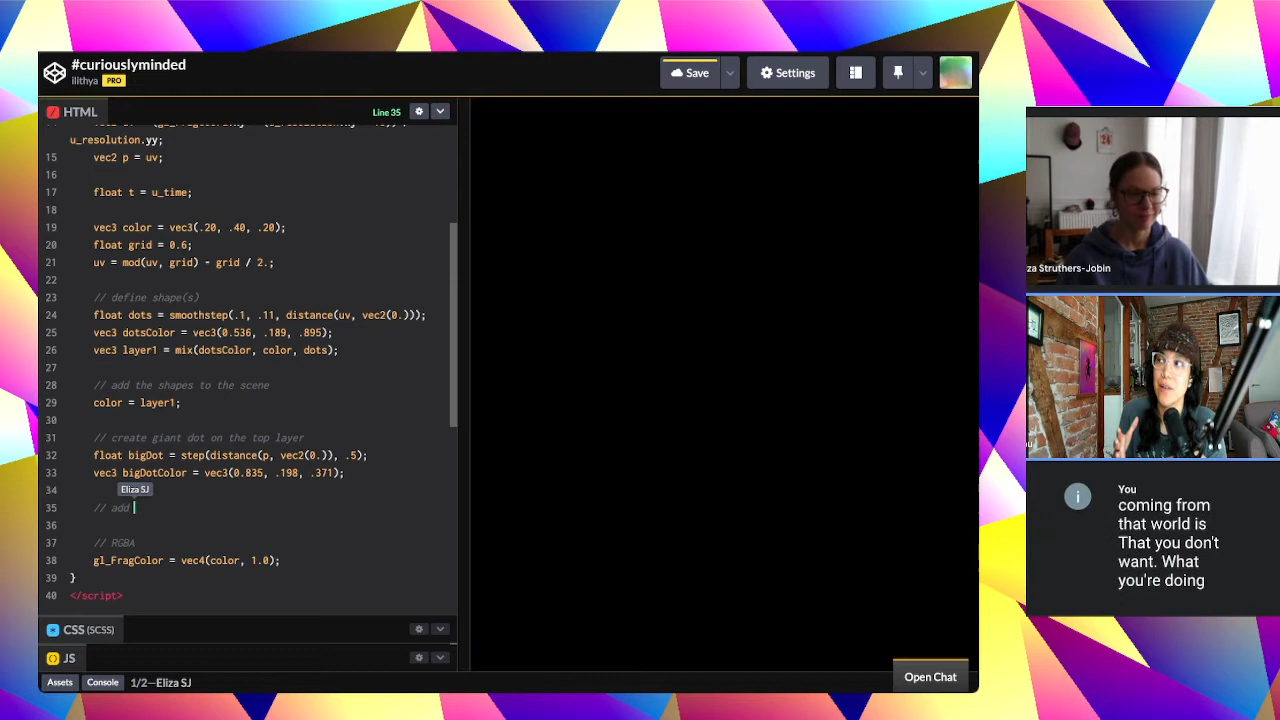 #curiouslyminded
ilithya PRO
Save
Settings
HTML
Line 35
u_resolution.yy;
15 vec2 p = uv;
16
17 float t = u_time;
18
19 vec3 color = vec3(.20, .40, .20);
20 float grid = 0.6;
21 uv = mod(uv, grid) - grid / 2.;
22
23 // define shape(s)
24 float dots = smoothstep(.1, .11, distance(uv, vec2(0.)));
25 vec3 dotsColor = vec3(0.536, .189, .895);
26 vec3 layer1 = mix(dotsColor, color, dots);
27
28 // add the shapes to the scene
29 color = layer1;
30
31 // create giant dot on the top layer
32 float bigDot = step(distance(p, vec2(0.)), .5);
33 vec3 bigDotColor = vec3(0.835, .198, .371);
Eliza SJ
34
35 // add
36
37 // RGBA
38 gl_FragColor = vec4(color, 1.0);
39 }
40 </script>
CSS (SCSS)
JS
Assets
Console
1/2—Eliza SJ
Open Chat
za Struthers-Jobin
You
coming from
that world is
That you don't
want. What
you're doing